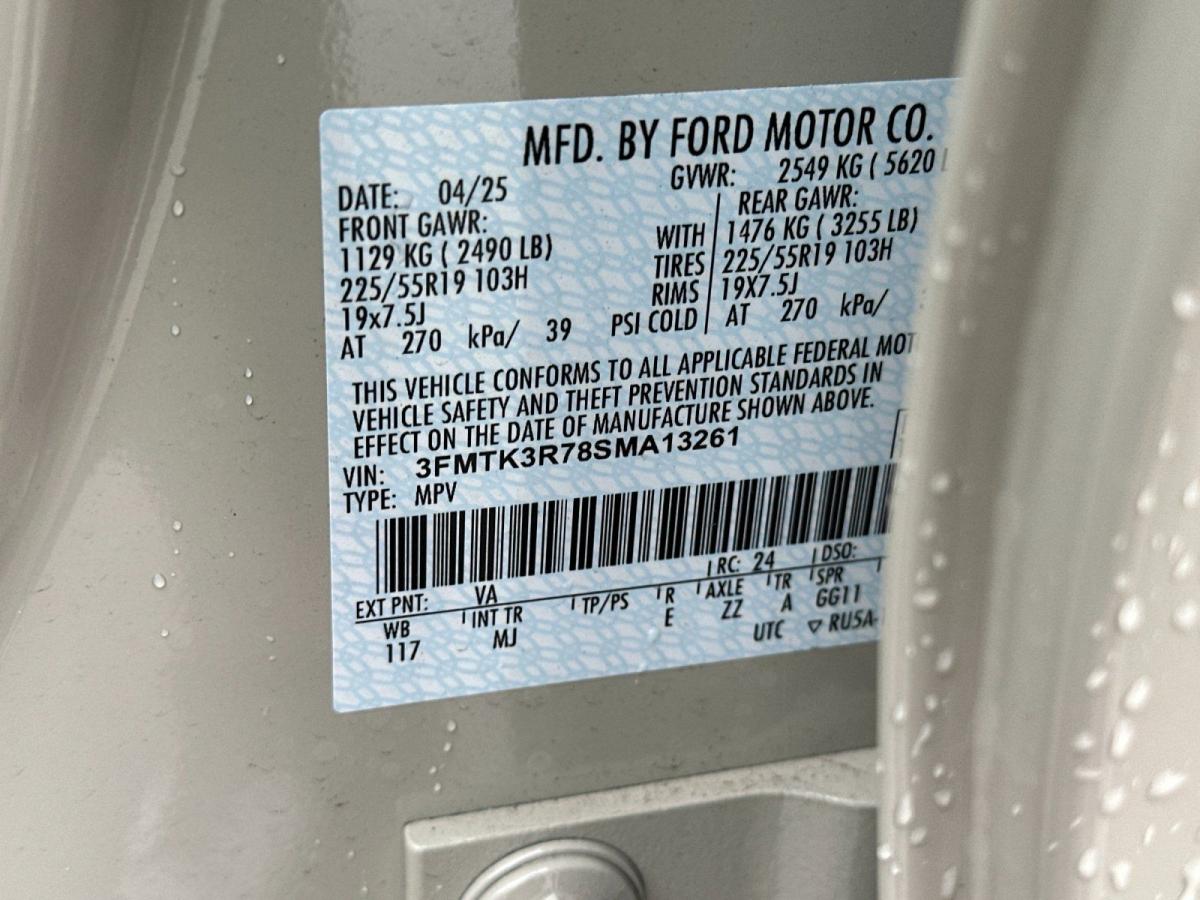 MFD. BY FORD MOTOR CO.
DATE: 04/25 GVWR: 2549 KG ( 5620
FRONT GAWR: REAR GAWR:
1129 KG ( 2490 LB) WITH 1476 KG ( 3255 LB)
225/55R19 103H TIRES 225/55R19 103H
19x7.5J RIMS 19X7.5J
AT 270 kPa/ 39 PSI COLD AT 270 kPa/
THIS VEHICLE CONFORMS TO ALL APPLICABLE FEDERAL MOT
VEHICLE SAFETY AND THEFT PREVENTION STANDARDS IN
EFFECT ON THE DATE OF MANUFACTURE SHOWN ABOVE.
VIN: 3FMTK3R78SMA13261
TYPE: MPV
EXT PNT: VA RC: 24 DSO:
WB INT TR TP/PS R AXLE TR SPR
117 MJ E ZZ A GG11
UTC ▽ RU5A-